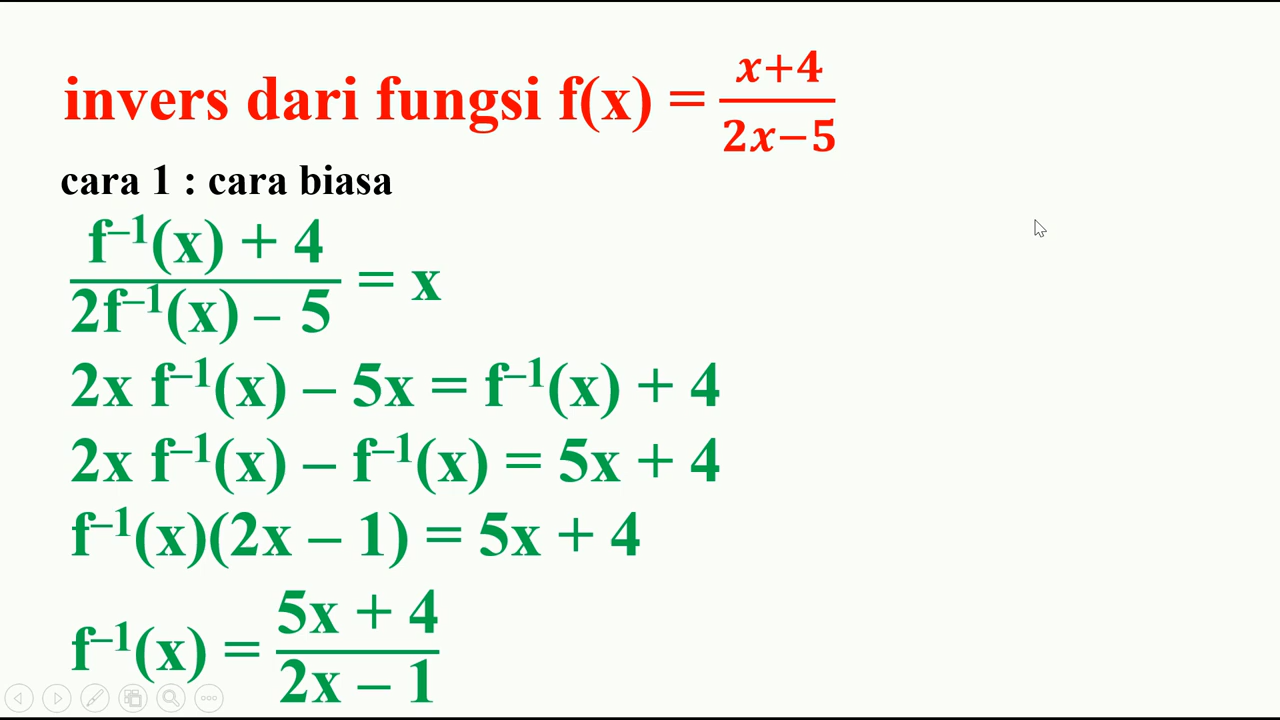 invers dari fungsi f(x) = x+4 / 2x−5
cara 1 : cara biasa
f⁻¹(x) + 4 / 2f⁻¹(x) – 5 = x
2x f⁻¹(x) – 5x = f⁻¹(x) + 4
2x f⁻¹(x) – f⁻¹(x) = 5x + 4
f⁻¹(x)(2x – 1) = 5x + 4
f⁻¹(x) = 5x + 4 / 2x – 1